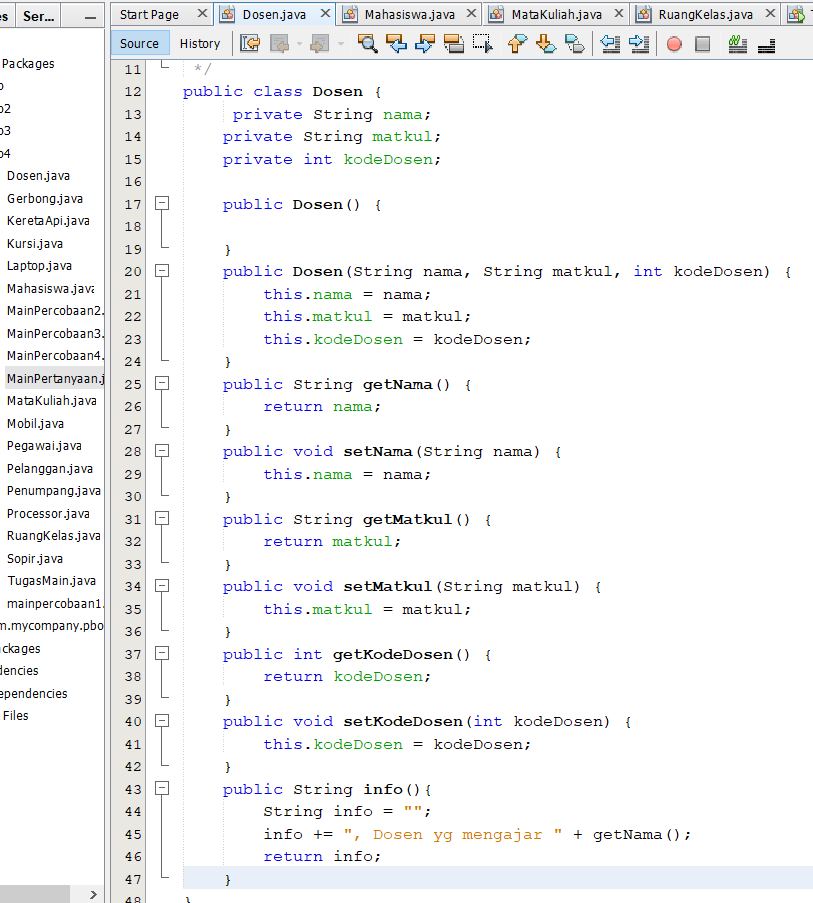 es Ser...
Start Page Dosen.java Mahasiswa.java MataKuliah.java RuangKelas.java
Source History
Packages
o
o2
o3
o4
Dosen.java
Gerbong.java
KeretaApi.java
Kursi.java
Laptop.java
Mahasiswa.java
MainPercobaan2.
MainPercobaan3.
MainPercobaan4.
MainPertanyaan.j
MataKuliah.java
Mobil.java
Pegawai.java
Pelanggan.java
Penumpang.java
Processor.java
RuangKelas.java
Sopir.java
TugasMain.java
mainpercobaan1.
m.mycompany.pbo
ackages
dencies
ependencies
Files
11 */
12 public class Dosen {
13 private String nama;
14 private String matkul;
15 private int kodeDosen;
16
17 public Dosen() {
18
19 }
20 public Dosen(String nama, String matkul, int kodeDosen) {
21 this.nama = nama;
22 this.matkul = matkul;
23 this.kodeDosen = kodeDosen;
24 }
25 public String getNama() {
26 return nama;
27 }
28 public void setNama(String nama) {
29 this.nama = nama;
30 }
31 public String getMatkul() {
32 return matkul;
33 }
34 public void setMatkul(String matkul) {
35 this.matkul = matkul;
36 }
37 public int getKodeDosen() {
38 return kodeDosen;
39 }
40 public void setKodeDosen(int kodeDosen) {
41 this.kodeDosen = kodeDosen;
42 }
43 public String info(){
44 String info = "";
45 info += ", Dosen yg mengajar " + getNama();
46 return info;
47 }
48 }